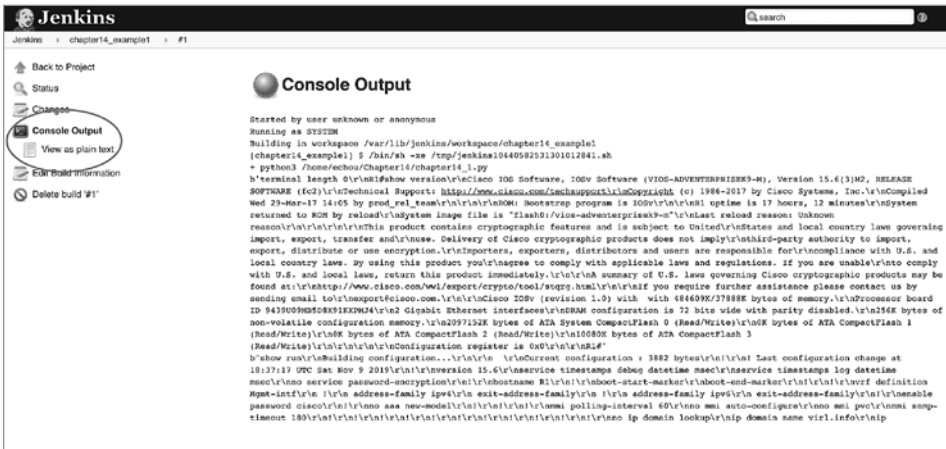 Jenkins
search
Jenkins › chapter14_example1 › #1
Back to Project
Status
Changes
Console Output
View as plain text
Edit Build Information
Delete build '#1'
Console Output
Started by user unknown or anonymous
Running as SYSTEM
Building in workspace /var/lib/jenkins/workspace/chapter14_example1
[chapter14_example1] $ /bin/sh -xe /tmp/jenkins10440582531301012841.sh
+ python3 /home/echou/Chapter14/chapter14_1.py
b'terminal length 0\r\n\rR1#show version\r\nCisco IOS Software, IOSv Software (VIOS-ADVENTERPRISEK9-M), Version 15.6(3)M2, RELEASE
SOFTWARE (fc2)\r\nTechnical Support: http://www.cisco.com/techsupport\r\nCopyright (c) 1986-2017 by Cisco Systems, Inc.\r\nCompiled
Wed 29-Mar-17 14:05 by prod_rel_team\r\n\r\n\r\nROM: Bootstrap program is IOSv\r\n\r\nR1 uptime is 17 hours, 12 minutes\r\nSystem
returned to ROM by reload\r\nSystem image file is "flash0:/vios-adventerprisek9-m"\r\nLast reload reason: Unknown
reason\r\n\r\n\r\n\r\nThis product contains cryptographic features and is subject to United\r\nStates and local country laws governing
import, export, transfer and\r\nuse. Delivery of Cisco cryptographic products does not imply\r\nthird-party authority to import,
export, distribute or use encryption.\r\nImporters, exporters, distributors and users are responsible for\r\ncompliance with U.S. and
local country laws. By using this product you\r\nagree to comply with applicable laws and regulations. If you are unable\r\nto comply
with U.S. and local laws, return this product immediately.\r\n\r\nA summary of U.S. laws governing Cisco cryptographic products may be
found at:\r\nhttp://www.cisco.com/wwl/export/crypto/tool/stqrg.html\r\n\r\nIf you require further assistance please contact us by
sending email to\r\nexport@cisco.com.\r\n\r\nCisco IOSv (revision 1.0) with with 484609K/37888K bytes of memory.\r\nProcessor board
ID\r\n2 Gigabit Ethernet interfaces\r\nDRAM configuration is 72 bits wide with parity disabled.\r\n256K bytes of
non-volatile configuration memory.\r\n2097152K bytes of ATA System CompactFlash 0 (Read/Write)\r\n0K bytes of ATA CompactFlash 1
(Read/Write)\r\n0K bytes of ATA CompactFlash 2 (Read/Write)\r\n10080K bytes of ATA CompactFlash 3
(Read/Write)\r\n\r\n\r\n\r\nConfiguration register is 0x0\r\n\r\nR1#'
b'show run\r\nBuilding configuration...\r\n\r\n \r\nCurrent configuration : 3882 bytes\r\n!\r\n! Last configuration change at
18:37:17 UTC Sat Nov 9 2019\r\n!\r\nversion 15.6\r\nservice timestamps debug datetime msec\r\nservice timestamps log datetime
msec\r\nno service password-encryption\r\n!\r\nhostname R1\r\n!\r\nboot-start-marker\r\nboot-end-marker\r\n!\r\n!\r\nvrf definition
Mgmt-intf\r\n !\r\n address-family ipv4\r\n exit-address-family\r\n !\r\n address-family ipv6\r\n exit-address-family\r\n!\r\nenable
password cisco\r\n!\r\nno aaa new-model\r\n!\r\n!\r\n!\r\nmmi polling-interval 60\r\nno mmi auto-configure\r\nno mmi pvc\r\nmmi snmp-
timeout 180\r\n!\r\n!\r\n!\r\n!\r\n!\r\n!\r\n!\r\n!\r\nno ip domain lookup\r\nip domain name virl.info\r\nip